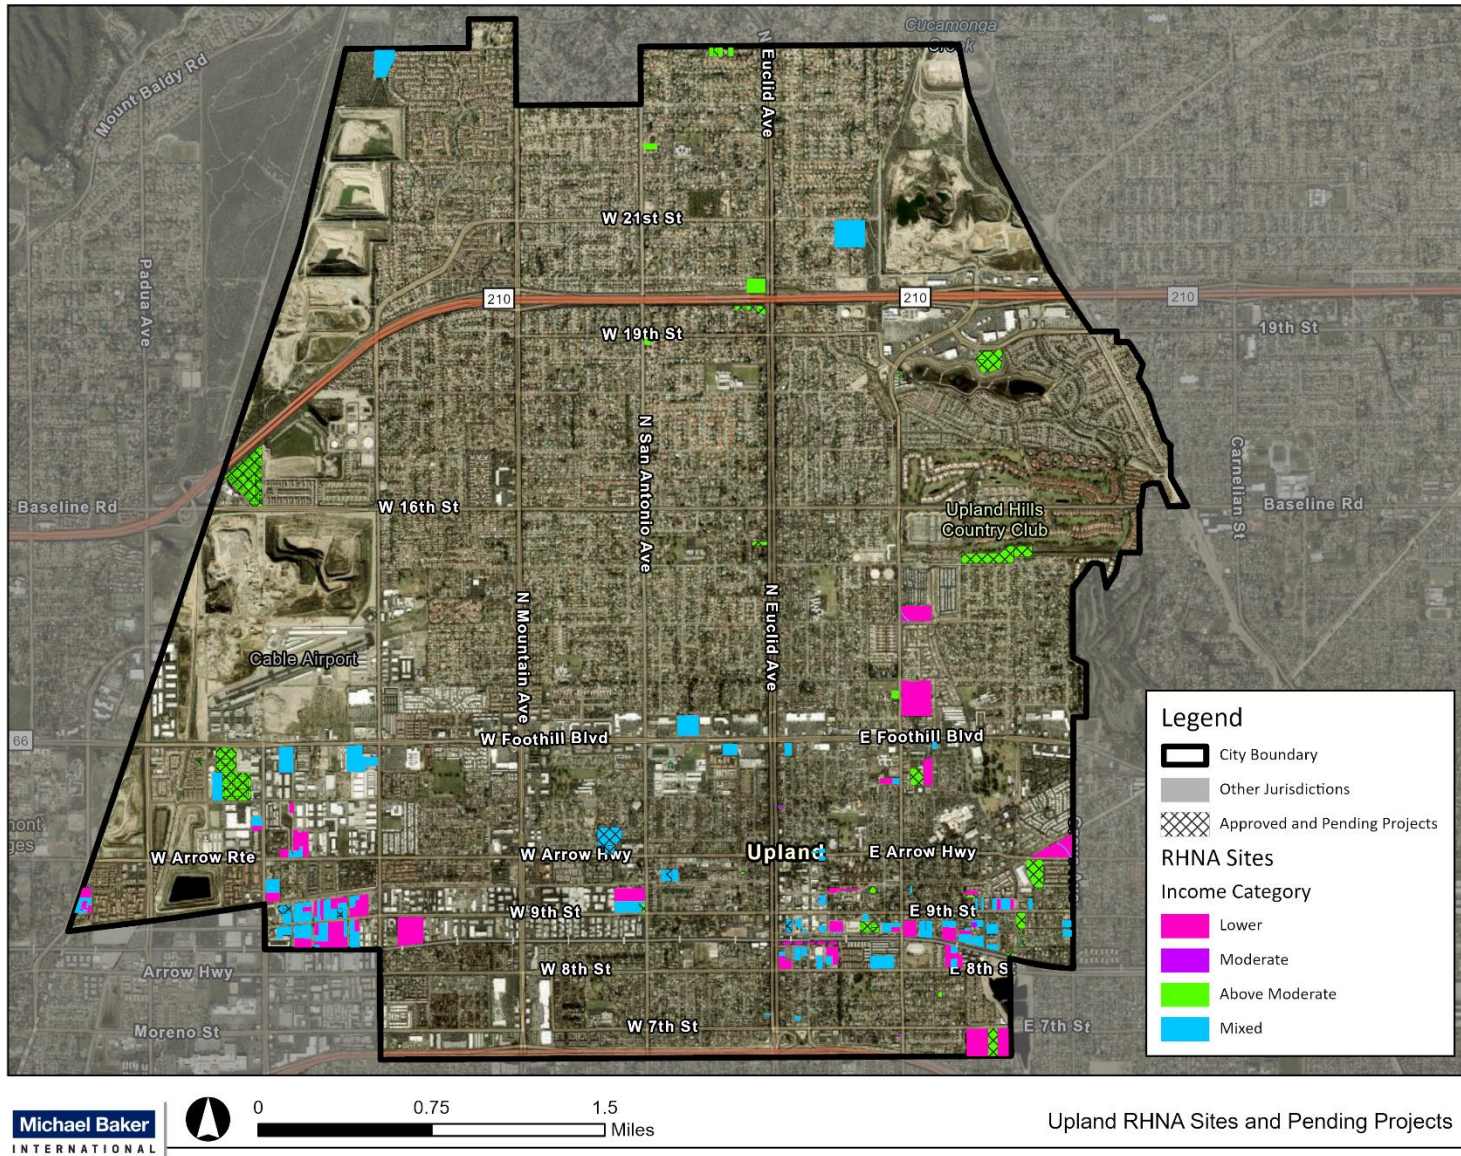 Cucamonga
Creek
Mount Baldy Rd
N Euclid Ave
W 21st St
Padua Ave
210
210
210
W 19th St
19th St
N San Antonio Ave
Carnelian St
Baseline Rd
W 16th St
Upland Hills
Country Club
Baseline Rd
N Mountain Ave
N Euclid Ave
Cable Airport
66
W Foothill Blvd
E Foothill Blvd
W Arrow Rte
W Arrow Hwy
Upland
E Arrow Hwy
W 9th St
E 9th St
Arrow Hwy
W 8th St
E 8th S
Moreno St
W 7th St
E 7th St
Legend
City Boundary
Other Jurisdictions
Approved and Pending Projects
RHNA Sites
Income Category
Lower
Moderate
Above Moderate
Mixed
Michael Baker
INTERNATIONAL
0 0.75 1.5
Miles
Upland RHNA Sites and Pending Projects